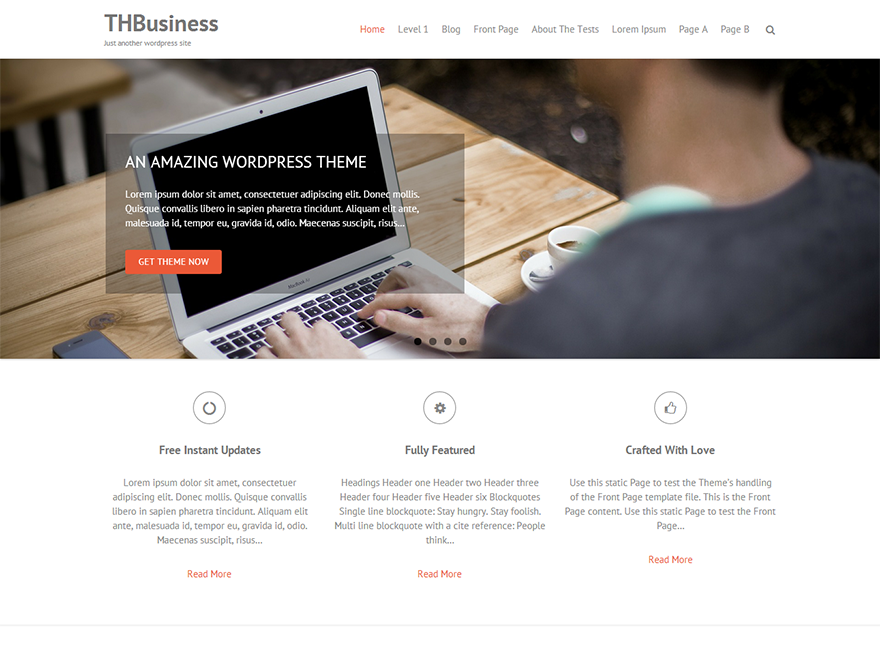 THBusiness
Just another wordpress site
Home Level 1 Blog Front Page About The Tests Lorem Ipsum Page A Page B
AN AMAZING WORDPRESS THEME
Lorem ipsum dolor sit amet, consectetuer adipiscing elit. Donec mollis.
Quisque convallis libero in sapien pharetra tincidunt. Aliquam elit ante,
malesuada id, tempor eu, gravida id, odio. Maecenas suscipit, risus...
GET THEME NOW
MacBook Air
Free Instant Updates
Lorem ipsum dolor sit amet, consectetuer
adipiscing elit. Donec mollis. Quisque convallis
libero in sapien pharetra tincidunt. Aliquam elit
ante, malesuada id, tempor eu, gravida id, odio.
Maecenas suscipit, risus...
Read More
Fully Featured
Headings Header one Header two Header three
Header four Header five Header six Blockquotes
Single line blockquote: Stay hungry. Stay foolish.
Multi line blockquote with a cite reference: People
think...
Read More
Crafted With Love
Use this static Page to test the Theme's handling
of the Front Page template file. This is the Front
Page content. Use this static Page to test the Front
Page...
Read More